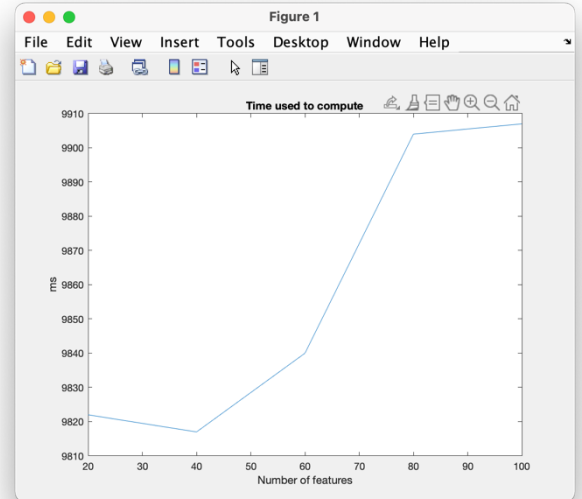 Figure 1
File Edit View Insert Tools Desktop Window Help
Time used to compute
9910
9900
9890
9880
9870
9860
9850
9840
9830
9820
9810
ms
20 30 40 50 60 70 80 90 100
Number of features